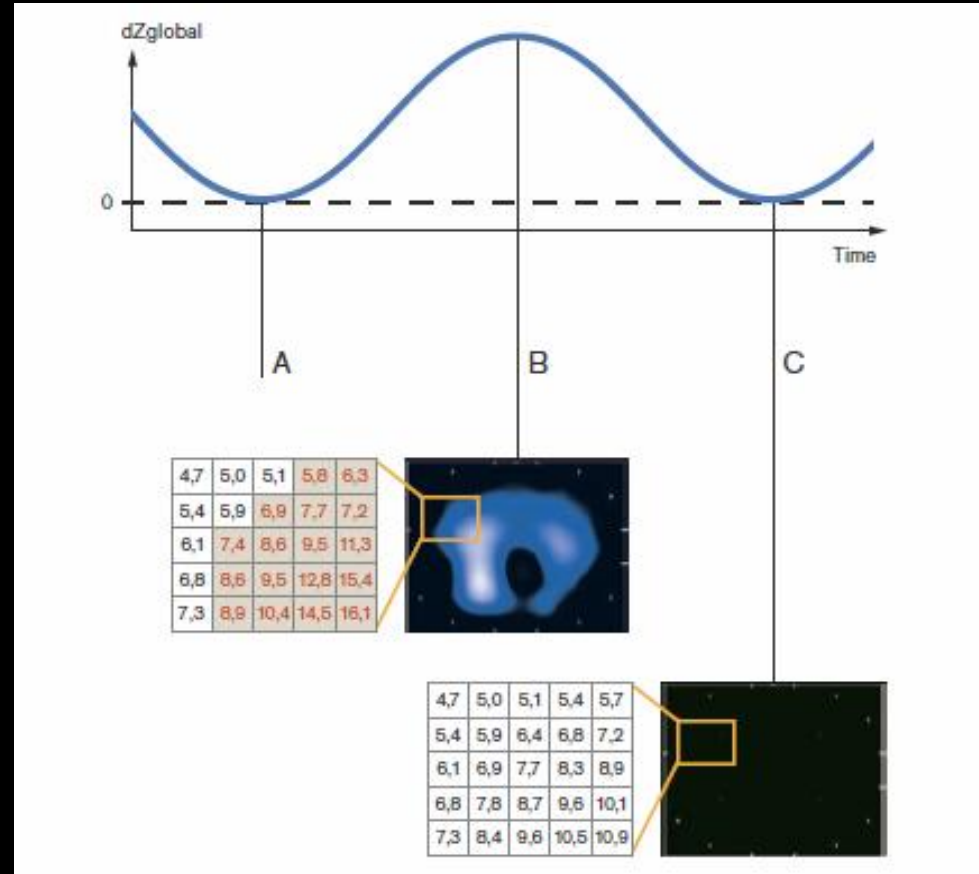 dZglobal
0
Time
A B C
4,7 5,0 5,1 5,8 6,3
5,4 5,9 6,9 7,7 7,2
6,1 7,4 8,6 9,5 11,3
6,8 8,6 9,5 12,8 15,4
7,3 8,9 10,4 14,5 16,1
4,7 5,0 5,1 5,4 5,7
5,4 5,9 6,4 6,8 7,2
6,1 6,9 7,7 8,3 8,9
6,8 7,8 8,7 9,6 10,1
7,3 8,4 9,6 10,5 10,9